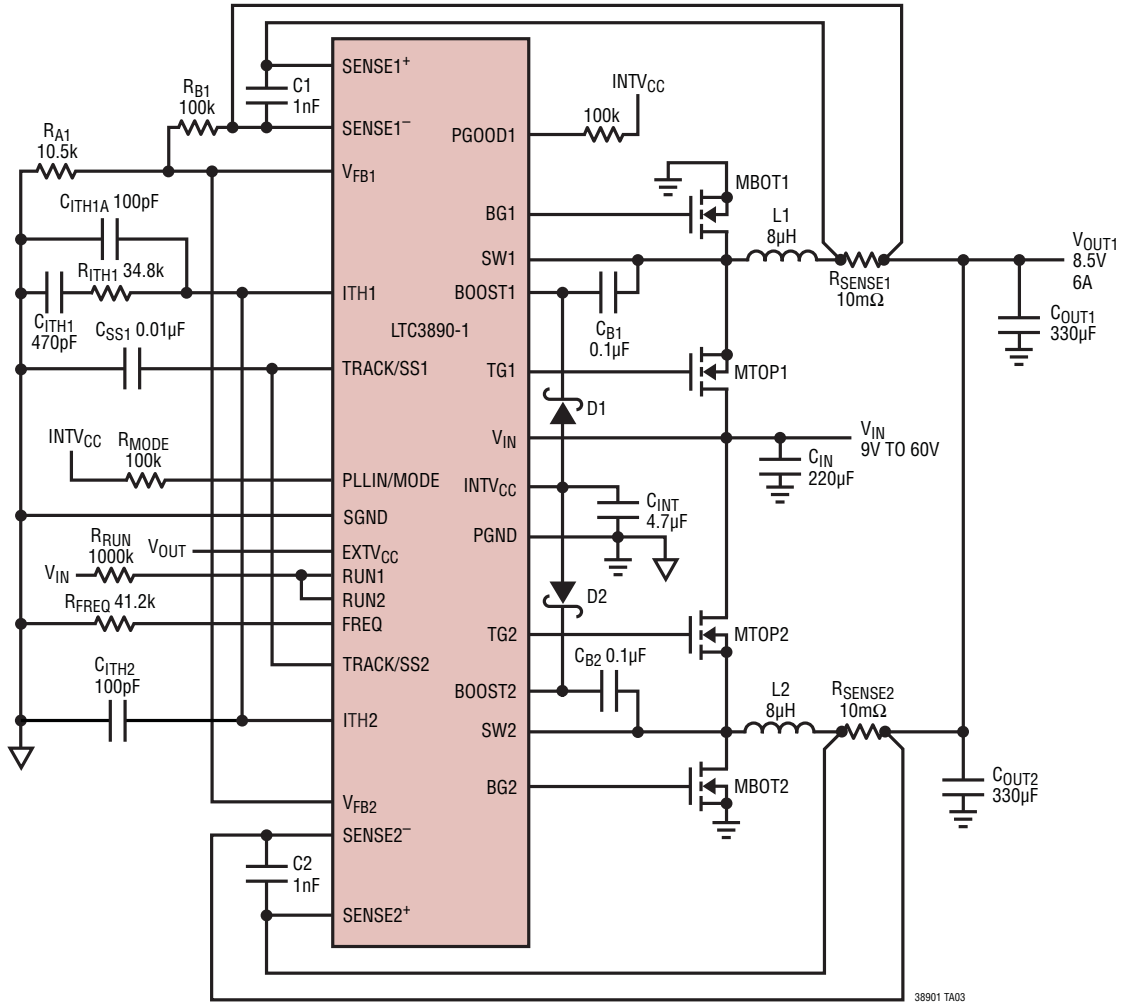 SENSE1+
RB1
100k
C1
1nF
INTVCC
100k
SENSE1−
PGOOD1
RA1
10.5k
VFB1
MBOT1
CITH1A 100pF
BG1
L1
8µH
VOUT1
8.5V
6A
SW1
RITH1 34.8k
ITH1
BOOST1
RSENSE1
10mΩ
CITH1
470pF
CB1
0.1µF
COUT1
330µF
LTC3890-1
CSS1 0.01µF
TRACK/SS1
TG1
MTOP1
D1
INTVCC
RMODE
100k
VIN
VIN
9V TO 60V
CIN
220µF
PLLIN/MODE
INTVCC
CINT
4.7µF
SGND
PGND
RRUN
1000k
VOUT
EXTVCC
VIN
RUN1
RUN2
D2
RFREQ 41.2k
FREQ
TG2
MTOP2
TRACK/SS2
CITH2
100pF
CB2 0.1µF
BOOST2
L2
8µH
RSENSE2
10mΩ
ITH2
SW2
BG2
MBOT2
COUT2
330µF
VFB2
SENSE2−
C2
1nF
SENSE2+
38901 TA03